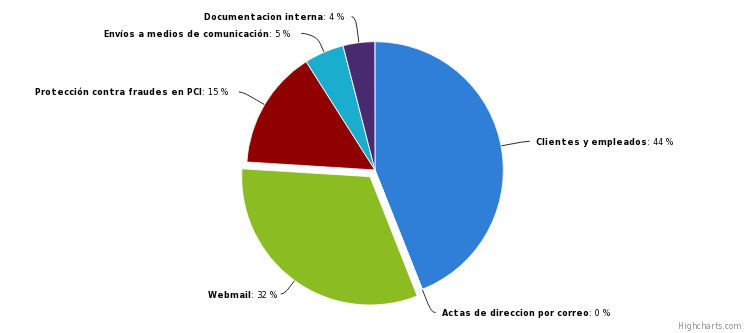 Documentacion interna: 4 %
Envíos a medios de comunicación: 5 %
Protección contra fraudes en PCI: 15 %
Clientes y empleados: 44 %
Webmail: 32 %
Actas de direccion por correo: 0 %
Highcharts.com